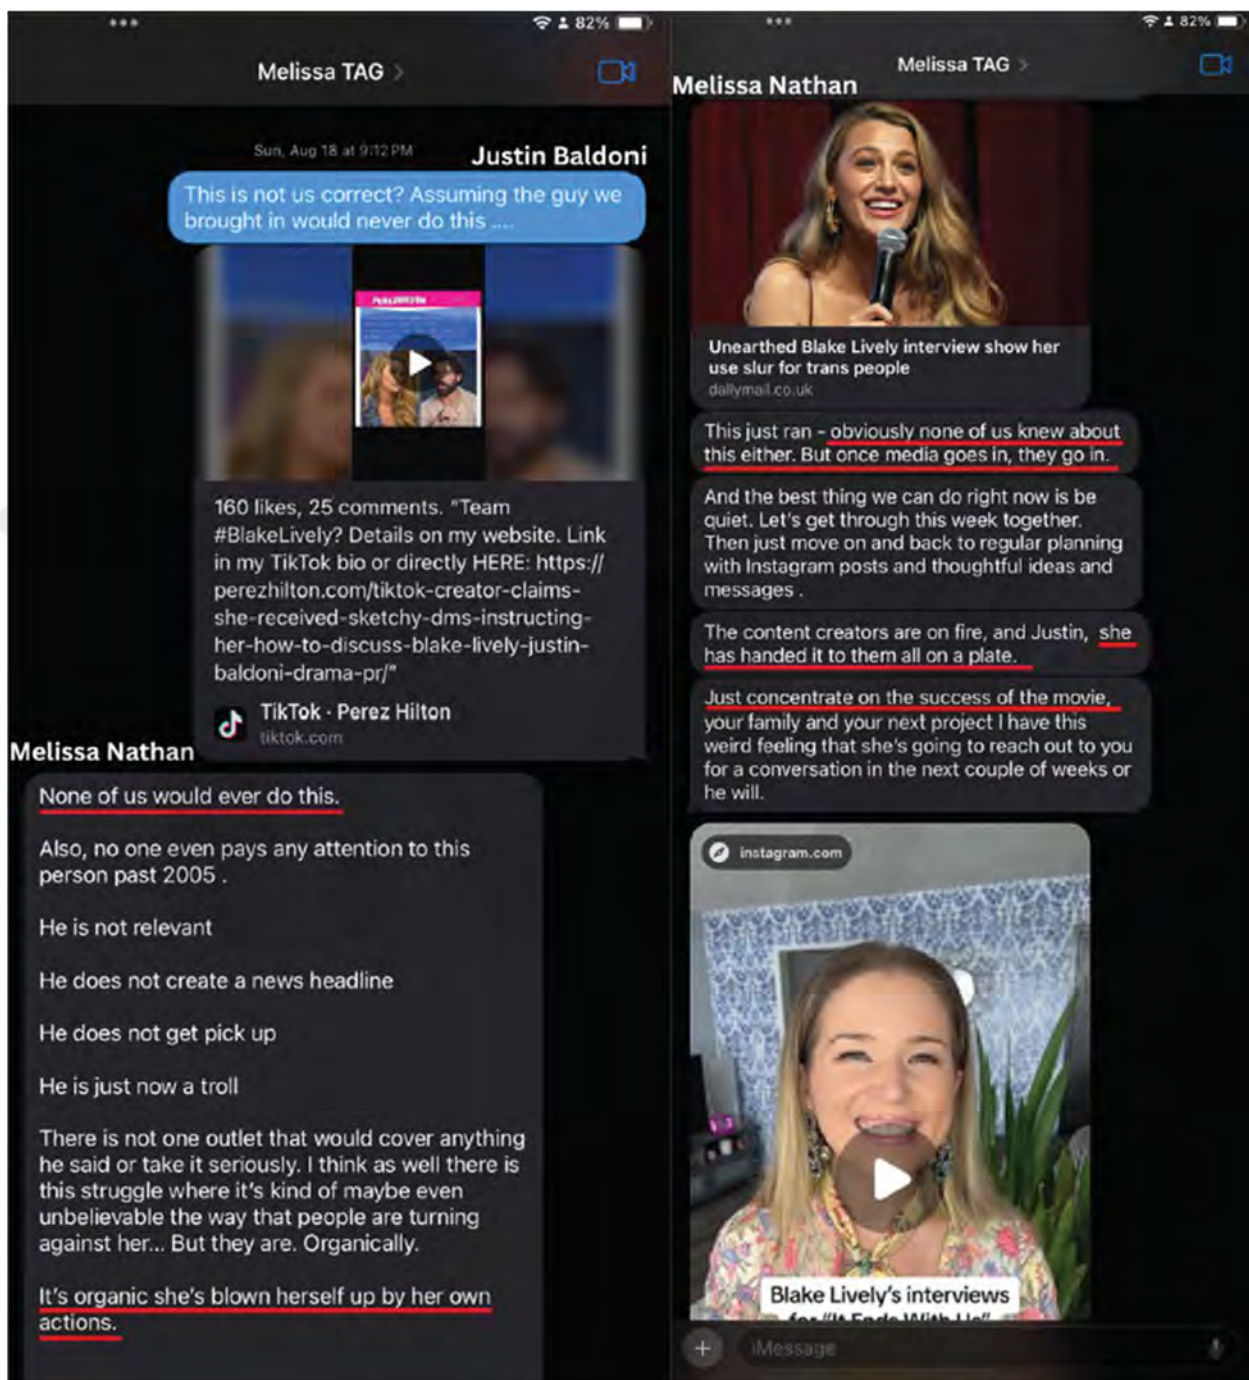 82%
Melissa TAG >
Sun, Aug 18 at 9:12 PM
Justin Baldoni
This is not us correct? Assuming the guy we
brought in would never do this ....
160 likes, 25 comments. "Team
#BlakeLively? Details on my website. Link
in my TikTok bio or directly HERE: https://
perezhilton.com/tiktok-creator-claims-
she-received-sketchy-dms-instructing-
her-how-to-discuss-blake-lively-justin-
baldoni-drama-pr/"
TikTok · Perez Hilton
tiktok.com
Melissa Nathan
None of us would ever do this.
Also, no one even pays any attention to this
person past 2005 .
He is not relevant
He does not create a news headline
He does not get pick up
He is just now a troll
There is not one outlet that would cover anything
he said or take it seriously. I think as well there is
this struggle where it's kind of maybe even
unbelievable the way that people are turning
against her... But they are. Organically.
It's organic she's blown herself up by her own
actions.
82%
Melissa TAG >
Melissa Nathan
Unearthed Blake Lively interview show her
use slur for trans people
dailymail.co.uk
This just ran - obviously none of us knew about
this either. But once media goes in, they go in.
And the best thing we can do right now is be
quiet. Let's get through this week together.
Then just move on and back to regular planning
with Instagram posts and thoughtful ideas and
messages .
The content creators are on fire, and Justin, she
has handed it to them all on a plate.
Just concentrate on the success of the movie,
your family and your next project I have this
weird feeling that she's going to reach out to you
for a conversation in the next couple of weeks or
he will.
instagram.com
Blake Lively's interviews
for "It Ends With Us"
iMessage